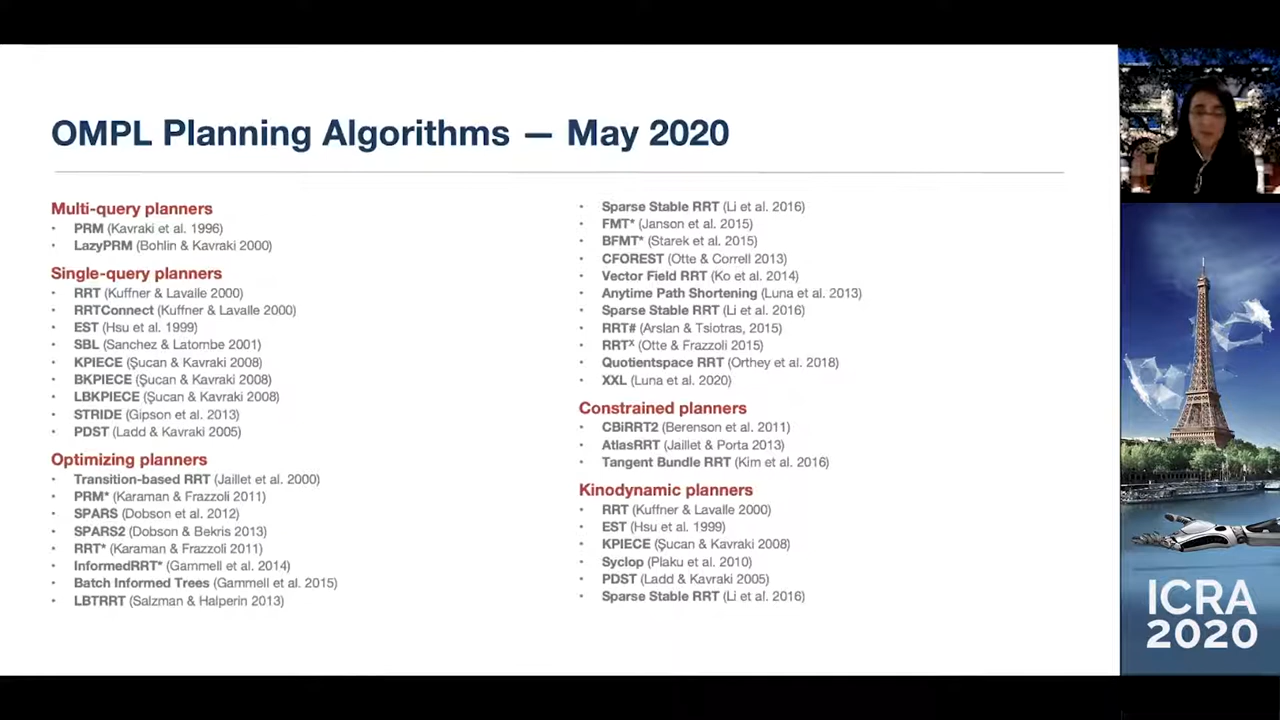 OMPL Planning Algorithms — May 2020
Multi-query planners
• PRM (Kavraki et al. 1996)
• LazyPRM (Bohlin & Kavraki 2000)
Single-query planners
• RRT (Kuffner & Lavalle 2000)
• RRTConnect (Kuffner & Lavalle 2000)
• EST (Hsu et al. 1999)
• SBL (Sanchez & Latombe 2001)
• KPIECE (Şucan & Kavraki 2008)
• BKPIECE (Şucan & Kavraki 2008)
• LBKPIECE (Şucan & Kavraki 2008)
• STRIDE (Gipson et al. 2013)
• PDST (Ladd & Kavraki 2005)
Optimizing planners
• Transition-based RRT (Jaillet et al. 2000)
• PRM* (Karaman & Frazzoli 2011)
• SPARS (Dobson et al. 2012)
• SPARS2 (Dobson & Bekris 2013)
• RRT* (Karaman & Frazzoli 2011)
• InformedRRT* (Gammell et al. 2014)
• Batch Informed Trees (Gammell et al. 2015)
• LBTRRT (Salzman & Halperin 2013)
• Sparse Stable RRT (Li et al. 2016)
• FMT* (Janson et al. 2015)
• BFMT* (Starek et al. 2015)
• CFOREST (Otte & Correll 2013)
• Vector Field RRT (Ko et al. 2014)
• Anytime Path Shortening (Luna et al. 2013)
• Sparse Stable RRT (Li et al. 2016)
• RRT# (Arslan & Tsiotras, 2015)
• RRTˣ (Otte & Frazzoli 2015)
• Quotientspace RRT (Orthey et al. 2018)
• XXL (Luna et al. 2020)
Constrained planners
• CBiRRT2 (Berenson et al. 2011)
• AtlasRRT (Jaillet & Porta 2013)
• Tangent Bundle RRT (Kim et al. 2016)
Kinodynamic planners
• RRT (Kuffner & Lavalle 2000)
• EST (Hsu et al. 1999)
• KPIECE (Şucan & Kavraki 2008)
• Syclop (Plaku et al. 2010)
• PDST (Ladd & Kavraki 2005)
• Sparse Stable RRT (Li et al. 2016)
ICRA
2020